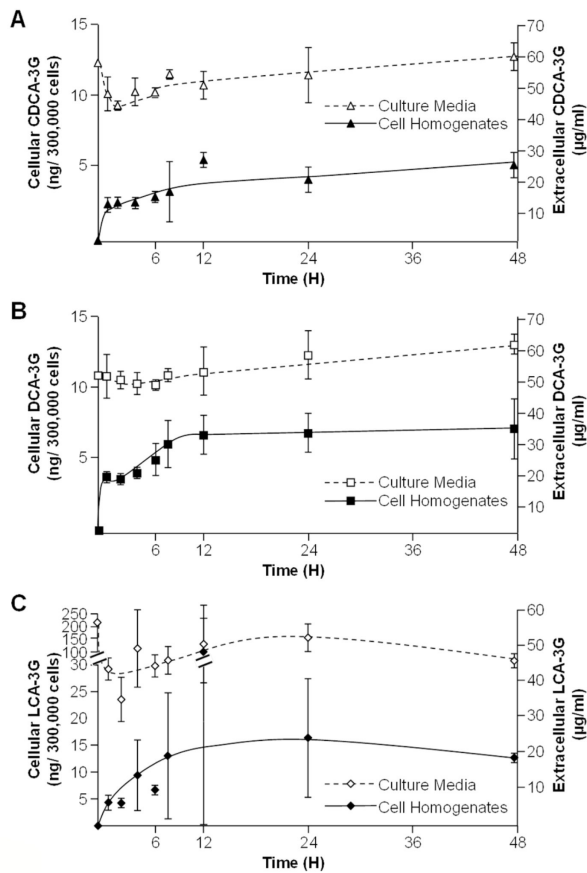 A
15
10
5
Cellular CDCA-3G
(ng/ 300,000 cells)
70
60
50
40
30
20
10
Extracellular CDCA-3G
(µg/ml)
Culture Media
Cell Homogenates
6 12 24 36 48
Time (H)
B
15
10
5
Cellular DCA-3G
(ng/ 300,000 cells)
70
60
50
40
30
20
10
Extracellular DCA-3G
(µg/ml)
Culture Media
Cell Homogenates
6 12 24 36 48
Time (H)
C
250
200
150
100
30
25
20
15
10
5
Cellular LCA-3G
(ng/ 300,000 cells)
60
50
40
30
20
10
Extracellular LCA-3G
(µg/ml)
Culture Media
Cell Homogenates
6 12 24 36 48
Time (H)